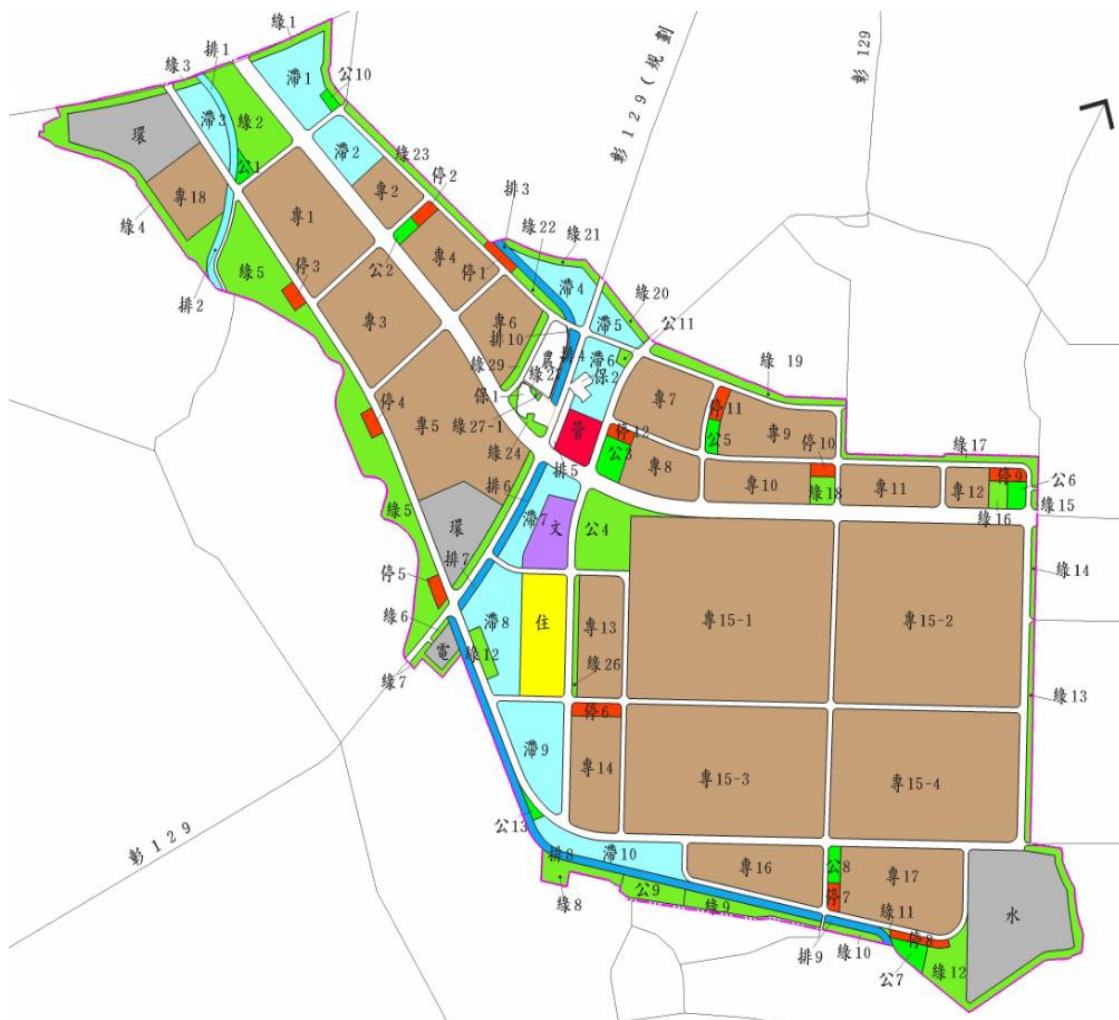 綠1
排1
綠3
公10
滯1
彰129(規劃
彰129
環
滯3
綠2
滯2
綠23
公1
停2
專2
專18
排3
綠4
專1
綠22
公2
專4
綠21
綠5
停3
停1
滯4
綠20
排2
專3
專6
滯5
公11
排10
農
排4
滯6
綠19
綠29
保2
保1
專7
停11
停4
專5
綠27-1
管
停12
公5
專9
停10
綠24
公3
綠17
排5
專8
公6
排6
專10
綠18
專11
專12
停9
綠16
綠15
綠5
滯7
環
文
公4
排7
綠14
停5
綠6
滯8
住
專13
專15-1
專15-2
電
綠12
綠26
綠7
綠13
停6
滯9
專14
專15-3
專15-4
公13
彰129
排8
滯10
專16
公8
專17
公9
停7
水
綠8
綠9
綠11
停8
排9
綠10
公7
綠12